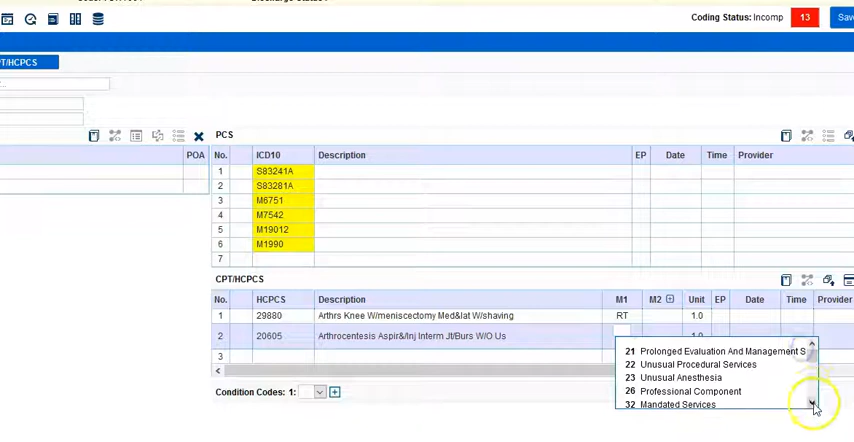 Coding Status: Incomp 13 Save
PT/HCPCS
PCS
POA No. ICD10 Description EP Date Time Provider
1 S83241A
2 S83281A
3 M6751
4 M7542
5 M19012
6 M1990
7
CPT/HCPCS
No. HCPCS Description M1 M2 Unit EP Date Time Provider
1 29880 Arthrs Knee W/meniscectomy Med&lat W/shaving RT 1.0
2 20605 Arthrocentesis Aspir&/Inj Interm Jt/Burs W/O Us 1.0
3
21 Prolonged Evaluation And Management S
22 Unusual Procedural Services
23 Unusual Anesthesia
26 Professional Component
32 Mandated Services
Condition Codes: 1: